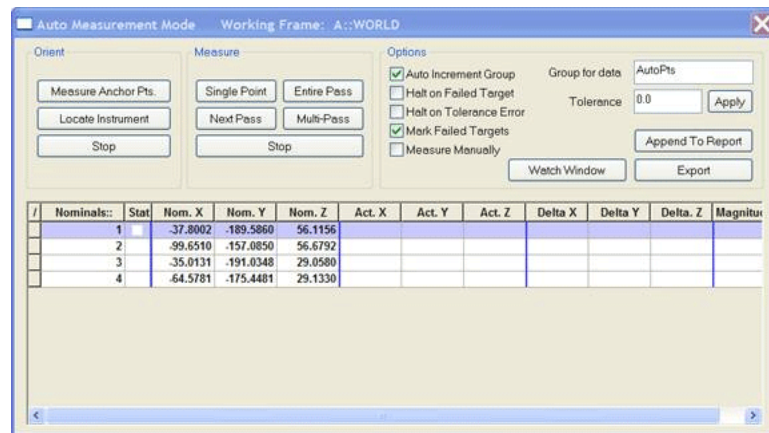 Auto Measurement Mode Working Frame: A::WORLD
Orient
Measure Anchor Pts.
Locate Instrument
Stop
Measure
Single Point Entire Pass
Next Pass Multi-Pass
Stop
Options
Auto Increment Group
Halt on Failed Target
Halt on Tolerance Error
Mark Failed Targets
Measure Manually
Group for data AutoPts
Tolerance 0.0 Apply
Append To Report
Watch Window Export
/ Nominals:: Stat Nom. X Nom. Y Nom. Z Act. X Act. Y Act. Z Delta X Delta Y Delta. Z Magnitud
1 -37.8002 -189.5860 56.1156
2 -99.6510 -157.0850 56.6792
3 -35.0131 -191.0348 29.0580
4 -64.5781 -175.4481 29.1330